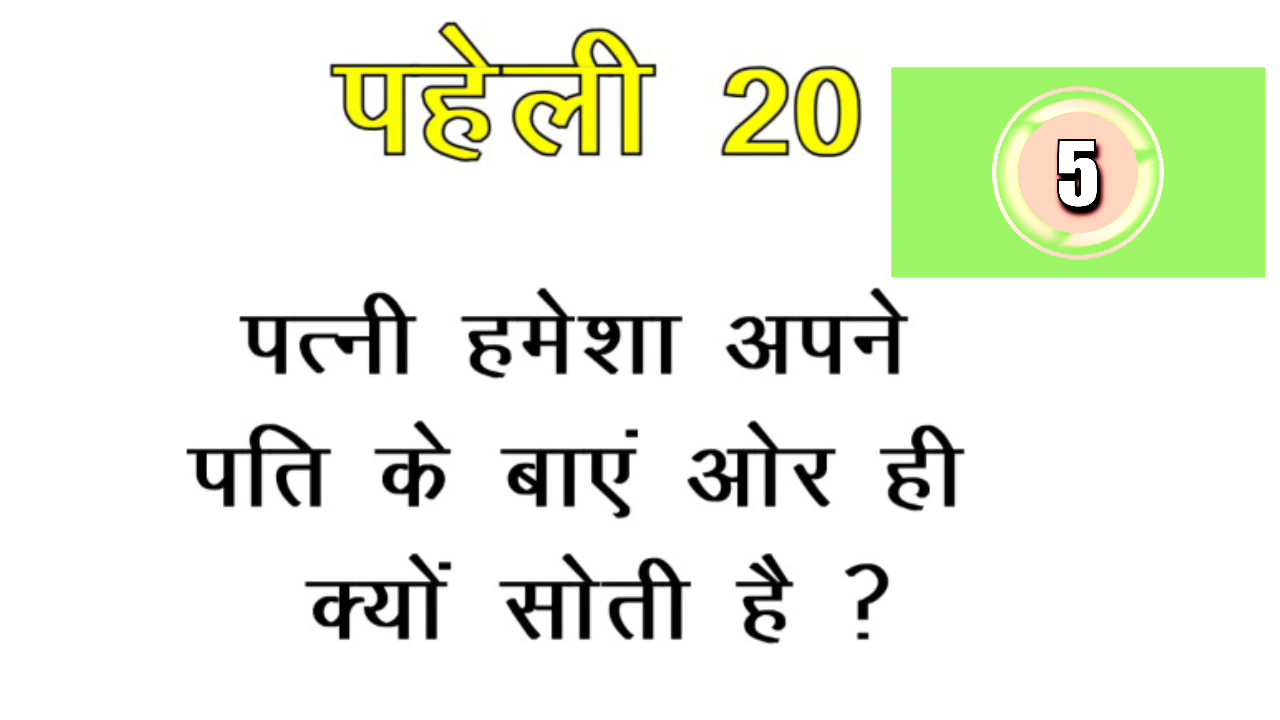 पहेली 20
5
पत्नी हमेशा अपने
पति के बाएं ओर ही
क्यों सोती है ?